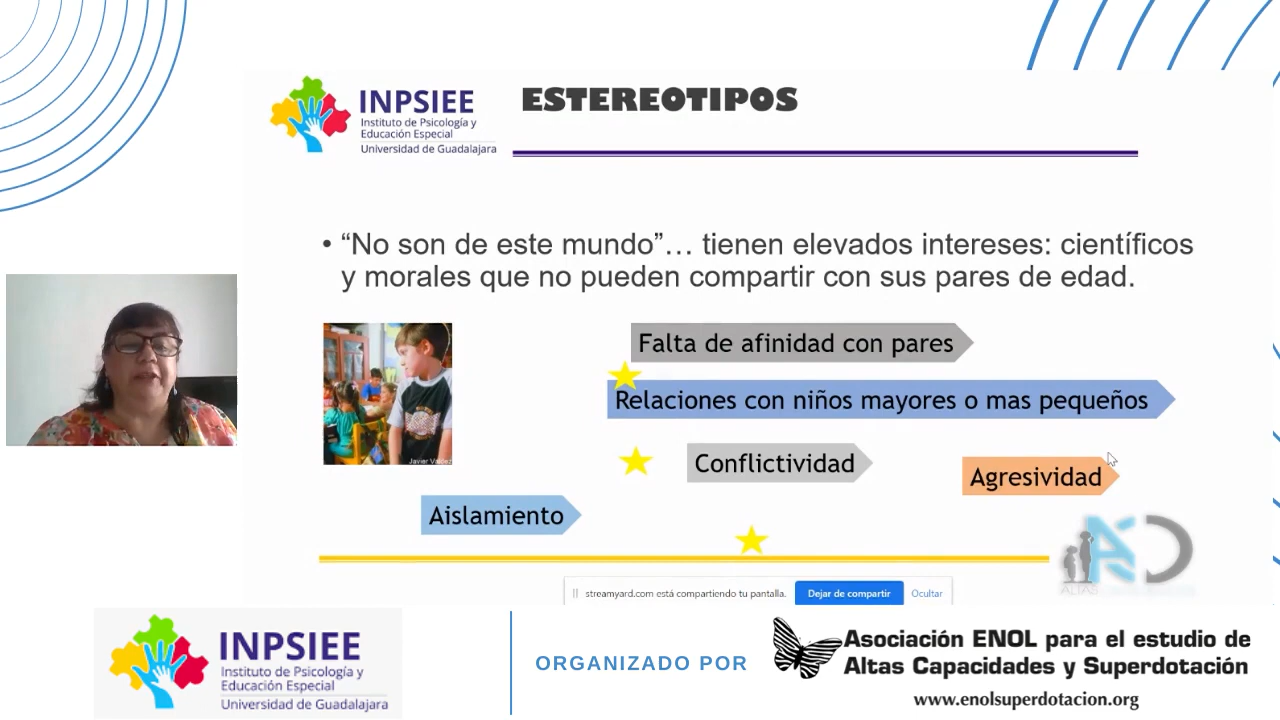 INPSIEE
Instituto de Psicología y
Educación Especial
Universidad de Guadalajara
ESTEREOTIPOS
• “No son de este mundo”… tienen elevados intereses: científicos
y morales que no pueden compartir con sus pares de edad.
Falta de afinidad con pares
Relaciones con niños mayores o mas pequeños
Conflictividad
Agresividad
Aislamiento
ALTAS
streamyard.com está compartiendo tu pantalla.
Dejar de compartir
Ocultar
INPSIEE
Instituto de Psicología y
Educación Especial
Universidad de Guadalajara
ORGANIZADO POR
Asociación ENOL para el estudio de
Altas Capacidades y Superdotación
www.enolsuperdotacion.org